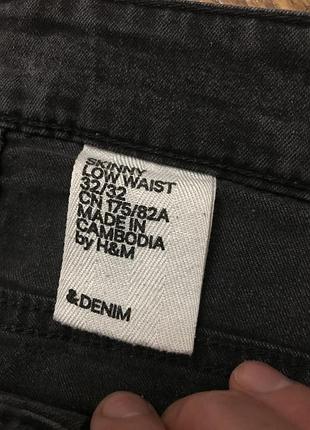 SKINNY
LOW WAIST
32/32
CN 175/82A
MADE IN
CAMBODIA
by H&M
&DENIM